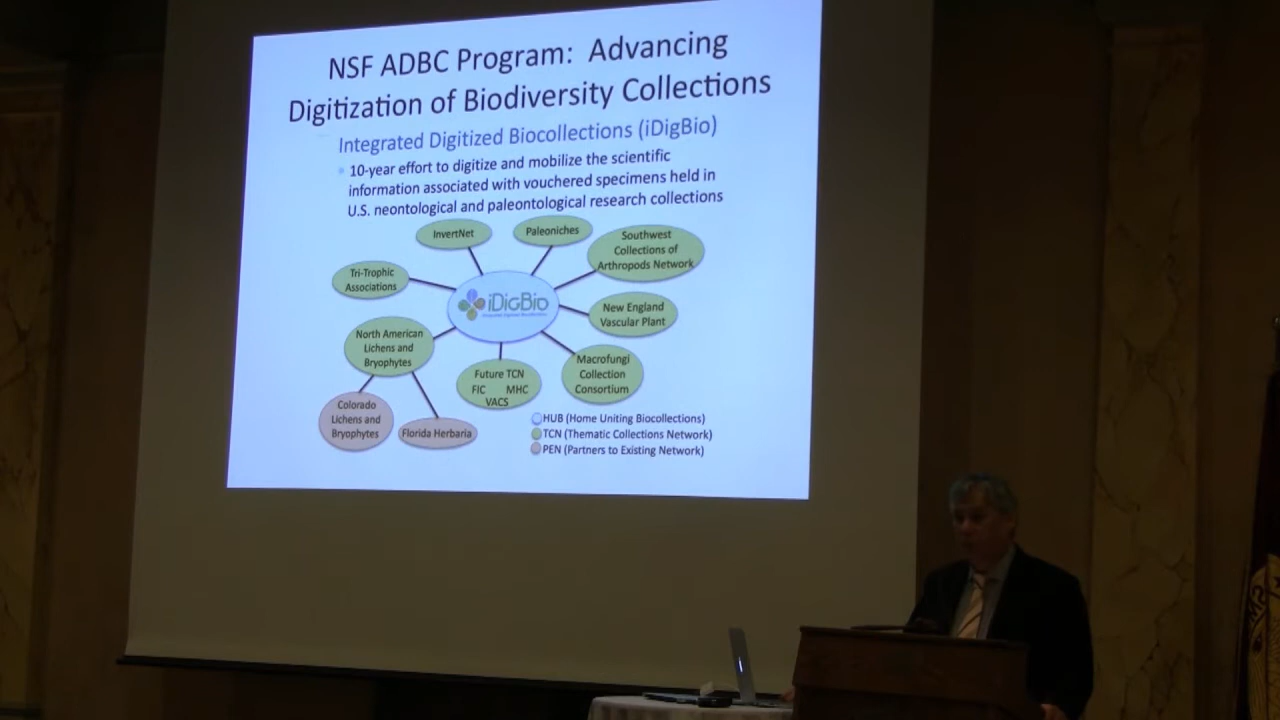 NSF ADBC Program: Advancing
Digitization of Biodiversity Collections
Integrated Digitized Biocollections (iDigBio)
10-year effort to digitize and mobilize the scientific
information associated with vouchered specimens held in
U.S. neontological and paleontological research collections
InvertNet
Paleoniches
Southwest
Collections of
Arthropods Network
Tri-Trophic
Associations
iDigBio
New England
Vascular Plant
North American
Lichens and
Bryophytes
Future TCN
FIC MHC
VACS
Macrofungi
Collection
Consortium
Colorado
Lichens and
Bryophytes
Florida Herbaria
HUB (Home Uniting Biocollections)
TCN (Thematic Collections Network)
PEN (Partners to Existing Network)